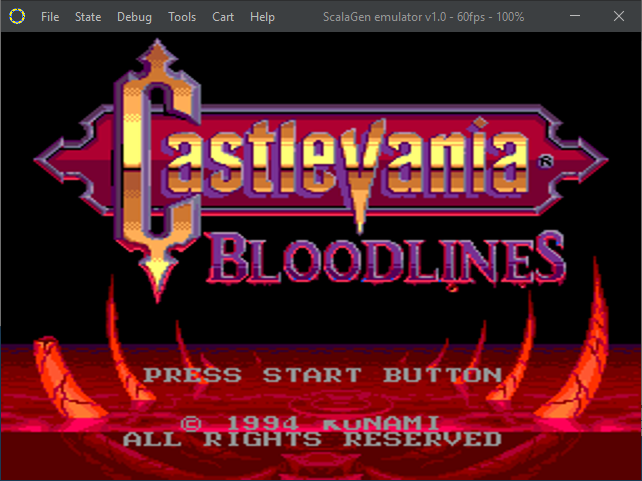 File State Debug Tools Cart Help ScalaGen emulator v1.0 - 60fps - 100%
Castlevania ®
BLOODLINES
PRESS START BUTTON
© 1994 KUNAMI
ALL RIGHTS RESERVED